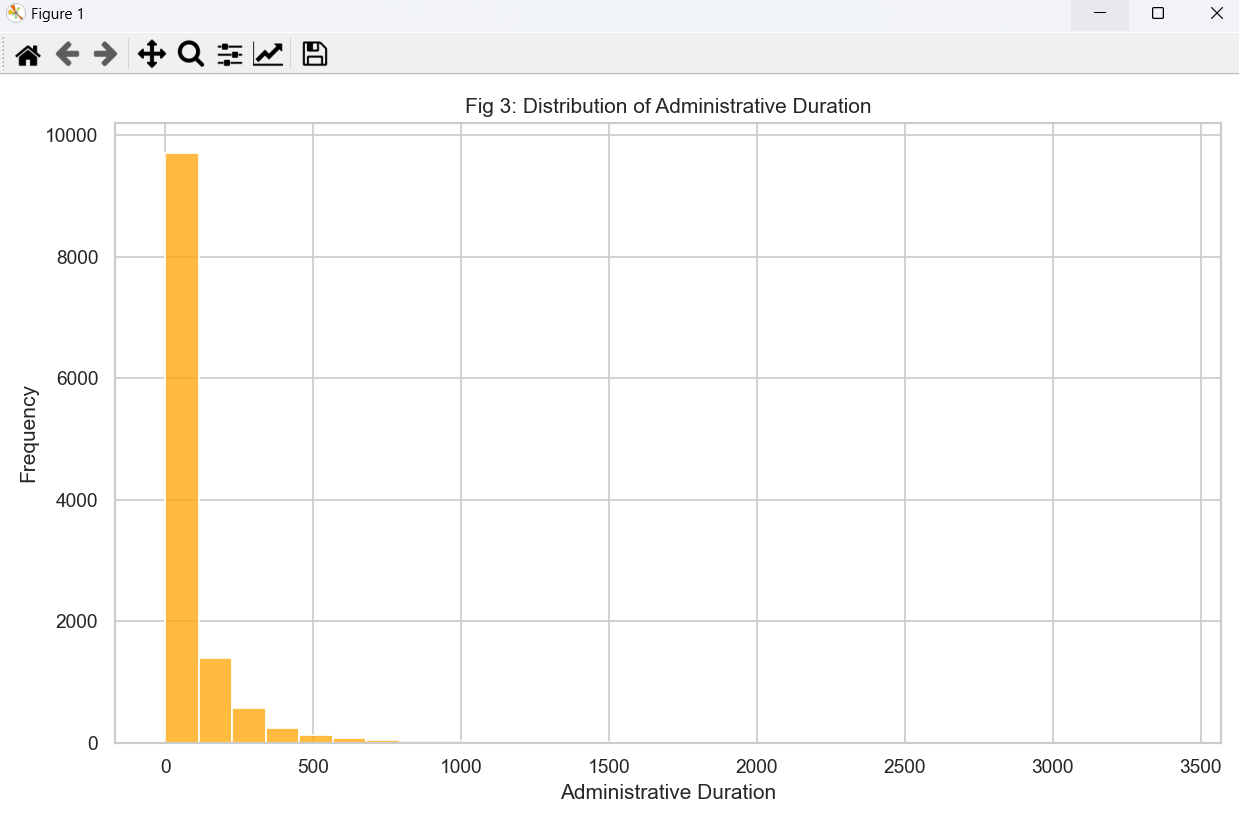 Figure 1
Fig 3: Distribution of Administrative Duration
10000
8000
6000
4000
2000
0
Frequency
0 500 1000 1500 2000 2500 3000 3500
Administrative Duration